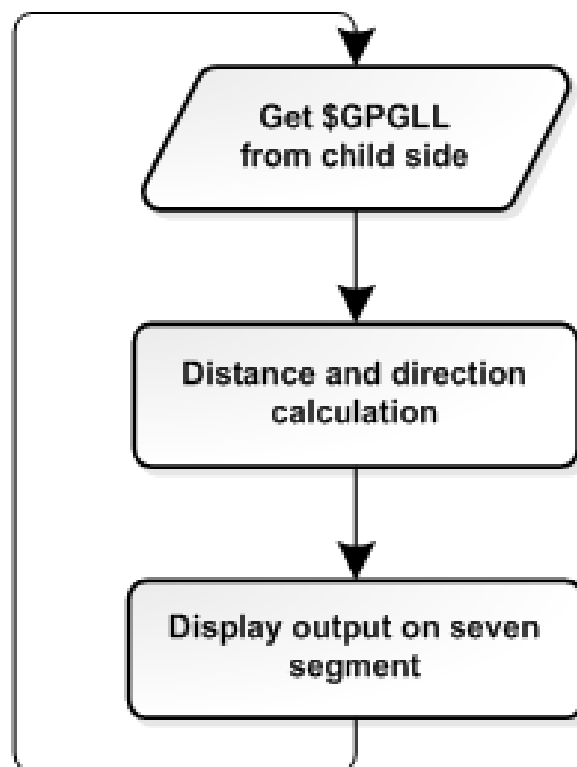 Get $GPGLL
from child side
Distance and direction
calculation
Display output on seven
segment